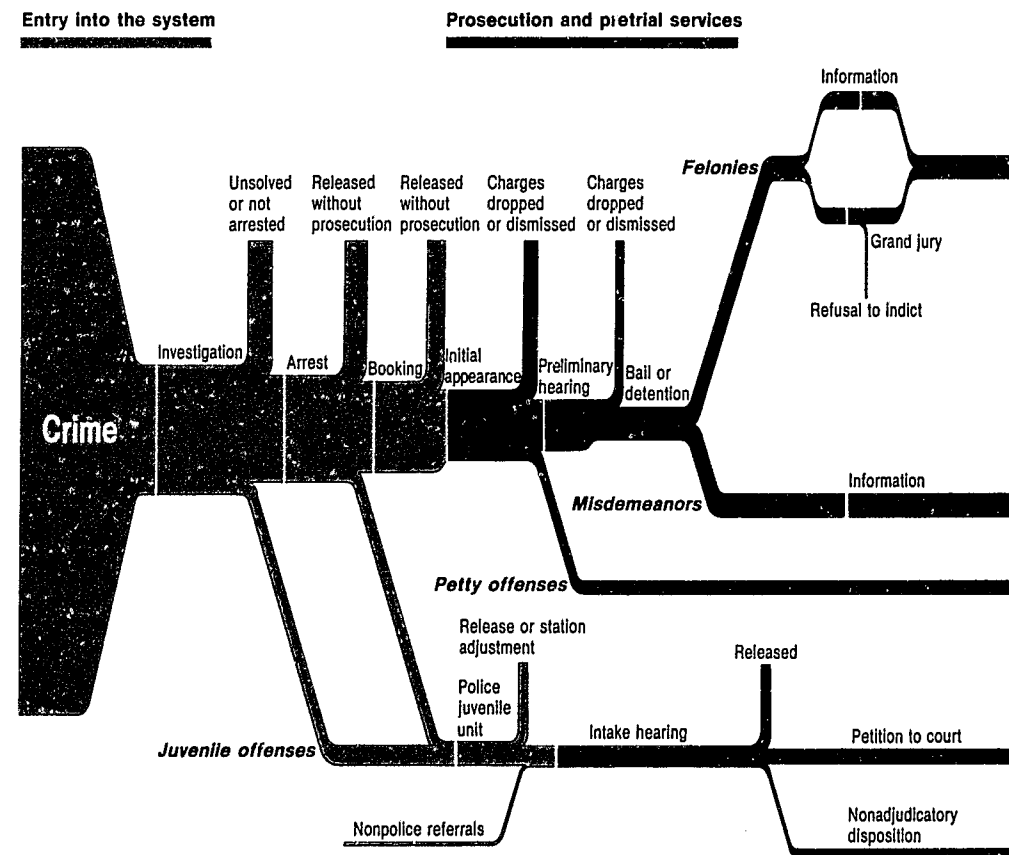 Entry into the system
Prosecution and pretrial services
Information
Felonies
Unsolved
or not
arrested
Released
without
prosecution
Released
without
prosecution
Charges
dropped
or dismissed
Charges
dropped
or dismissed
Grand jury
Refusal to indict
Investigation
Arrest
Booking
Initial
appearance
Preliminary
hearing
Bail or
detention
Crime
Information
Misdemeanors
Petty offenses
Release or station
adjustment
Released
Police
juvenile
unit
Intake hearing
Petition to court
Juvenile offenses
Nonpolice referrals
Nonadjudicatory
disposition